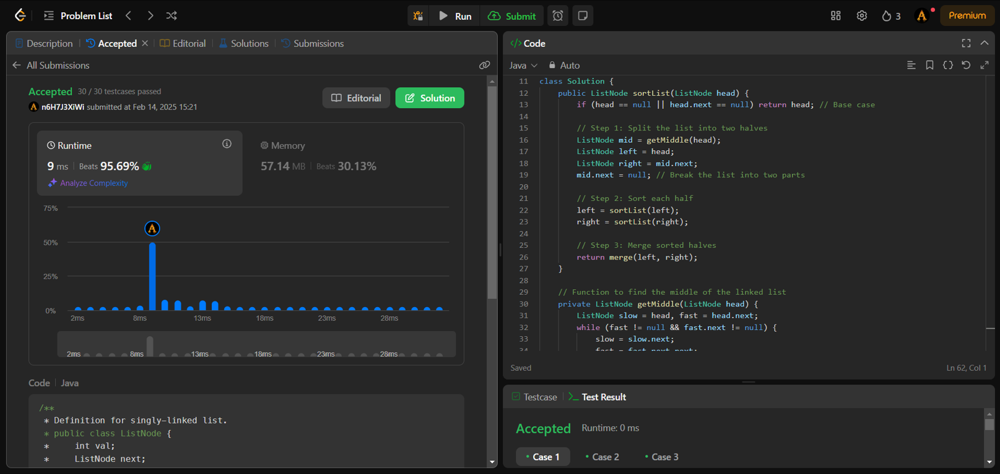 Problem List
Run
Submit
3
Premium
Description
Accepted
Editorial
Solutions
Submissions
All Submissions
Accepted 30 / 30 testcases passed
n6H7J3XiWi submitted at Feb 14, 2025 15:21
Editorial
Solution
Runtime
9 ms | Beats 95.69%
Analyze Complexity
Memory
57.14 MB | Beats 30.13%
75%
50%
25%
0%
2ms 8ms 13ms 18ms 23ms 28ms
2ms 8ms 13ms 18ms 23ms 28ms
Code | Java
/**
* Definition for singly-linked list.
* public class ListNode {
*     int val;
*     ListNode next;
</> Code
Java Auto
11 class Solution {
12     public ListNode sortList(ListNode head) {
13         if (head == null || head.next == null) return head; // Base case
14
15         // Step 1: Split the list into two halves
16         ListNode mid = getMiddle(head);
17         ListNode left = head;
18         ListNode right = mid.next;
19         mid.next = null; // Break the list into two parts
20
21         // Step 2: Sort each half
22         left = sortList(left);
23         right = sortList(right);
24
25         // Step 3: Merge sorted halves
26         return merge(left, right);
27     }
28
29     // Function to find the middle of the linked list
30     private ListNode getMiddle(ListNode head) {
31         ListNode slow = head, fast = head.next;
32         while (fast != null && fast.next != null) {
33             slow = slow.next;
34             fast = fast.next.next;
Saved
Ln 62, Col 1
Testcase
Test Result
Accepted Runtime: 0 ms
• Case 1 • Case 2 • Case 3